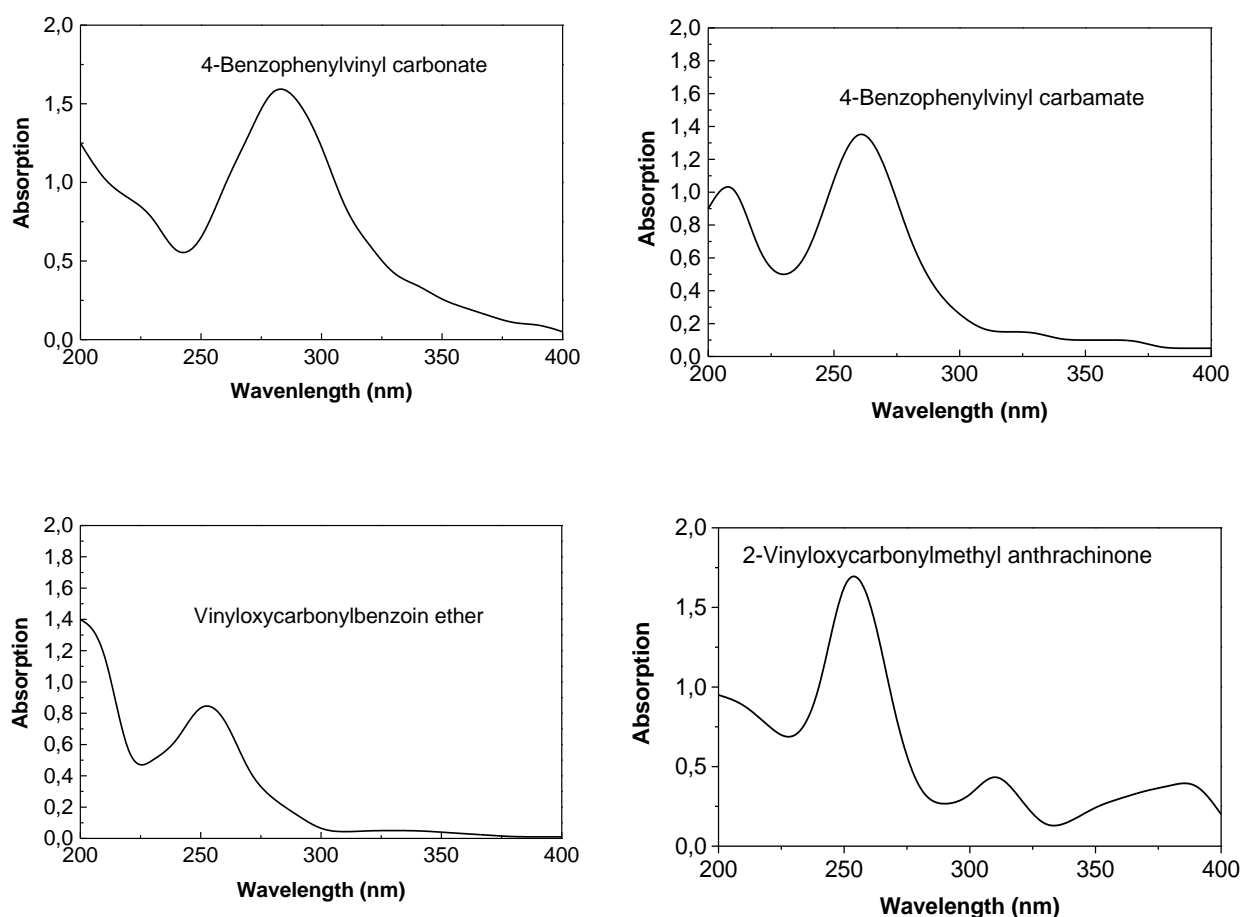 2,0
1,5
1,0
0,5
0,0
Absorption
4-Benzophenylvinyl carbonate
200 250 300 350 400
Wavenlength (nm)
2,0
1,8
1,6
1,4
1,2
1,0
0,8
0,6
0,4
0,2
0,0
Absorption
4-Benzophenylvinyl carbamate
200 250 300 350 400
Wavelength (nm)
2,0
1,8
1,6
1,4
1,2
1,0
0,8
0,6
0,4
0,2
0,0
Absorption
Vinyloxycarbonylbenzoin ether
200 250 300 350 400
Wavelength (nm)
2,0
1,5
1,0
0,5
0,0
Absorption
2-Vinyloxycarbonylmethyl anthrachinone
200 250 300 350 400
Wavelength (nm)